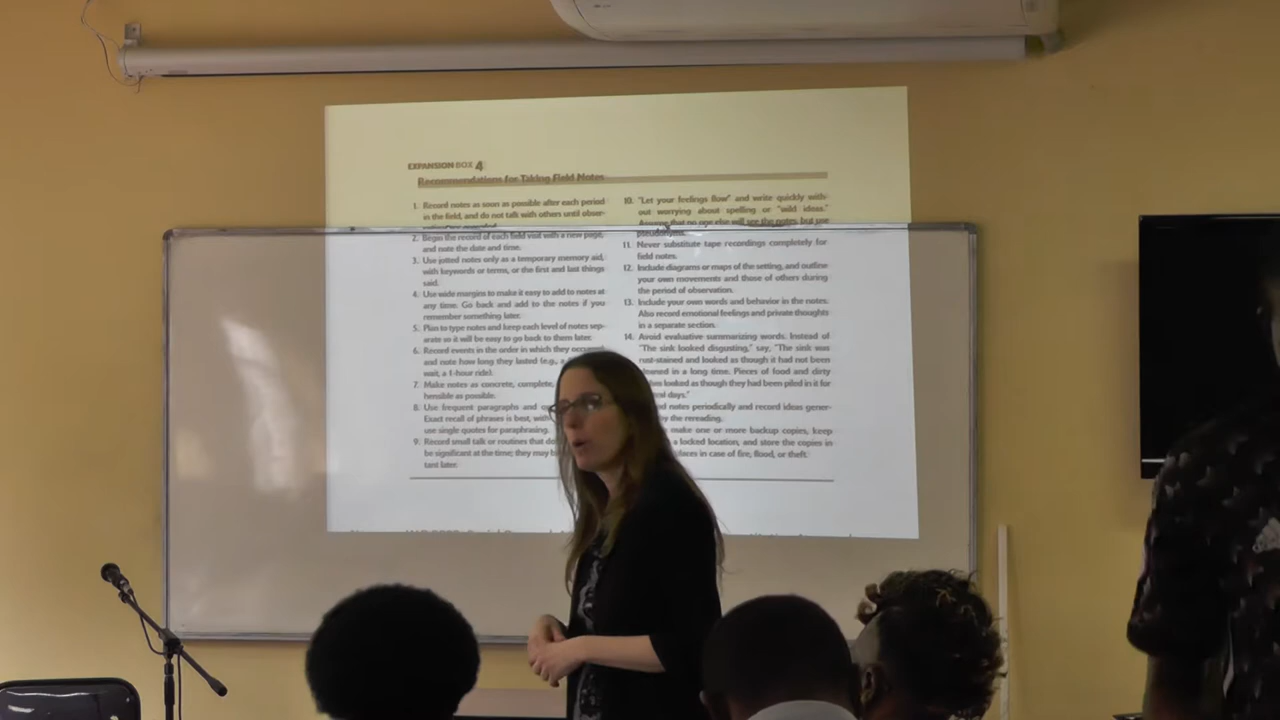 EXPANSION BOX 4
Recommendations for Taking Field Notes
1. Record notes as soon as possible after each period
in the field, and do not talk with others until obser-
2. Begin the record of each field visit with a new page,
and note the date and time.
3. Use jotted notes only as a temporary memory aid,
with keywords or terms, or the first and last things
said.
4. Use wide margins to make it easy to add to notes at
any time. Go back and add to the notes if you
remember something later.
5. Plan to type notes and keep each level of notes sep-
arate so it will be easy to go back to them later.
6. Record events in the order in which they
and note how long they lasted (e.g., a
wait, a 1-hour ride).
7. Make notes as concrete, complete,
hensible as possible.
8. Use frequent paragraphs and
Exact recall of phrases is best, with
use single quotes for paraphrasing.
9. Record small talk or routines that do
be significant at the time; they may
tant later.
10. "Let your feelings flow" and write quickly with-
out worrying about spelling or "wild ideas."
Assume that no one else will see the notes, but use
pseudonyms.
11. Never substitute tape recordings completely for
field notes.
12. Include diagrams or maps of the setting, and outline
your own movements and those of others during
the period of observation.
13. Include your own words and behavior in the notes.
Also record emotional feelings and private thoughts
in a separate section.
14. Avoid evaluative summarizing words. Instead of
"The sink looked disgusting," say, "The sink was
rust-stained and looked as though it had not been
cleaned in a long time. Pieces of food and dirty
looked as though they had been piled in it for
days."
notes periodically and record ideas gener-
by the rereading.
make one or more backup copies, keep
a locked location, and store the copies in
places in case of fire, flood, or theft.